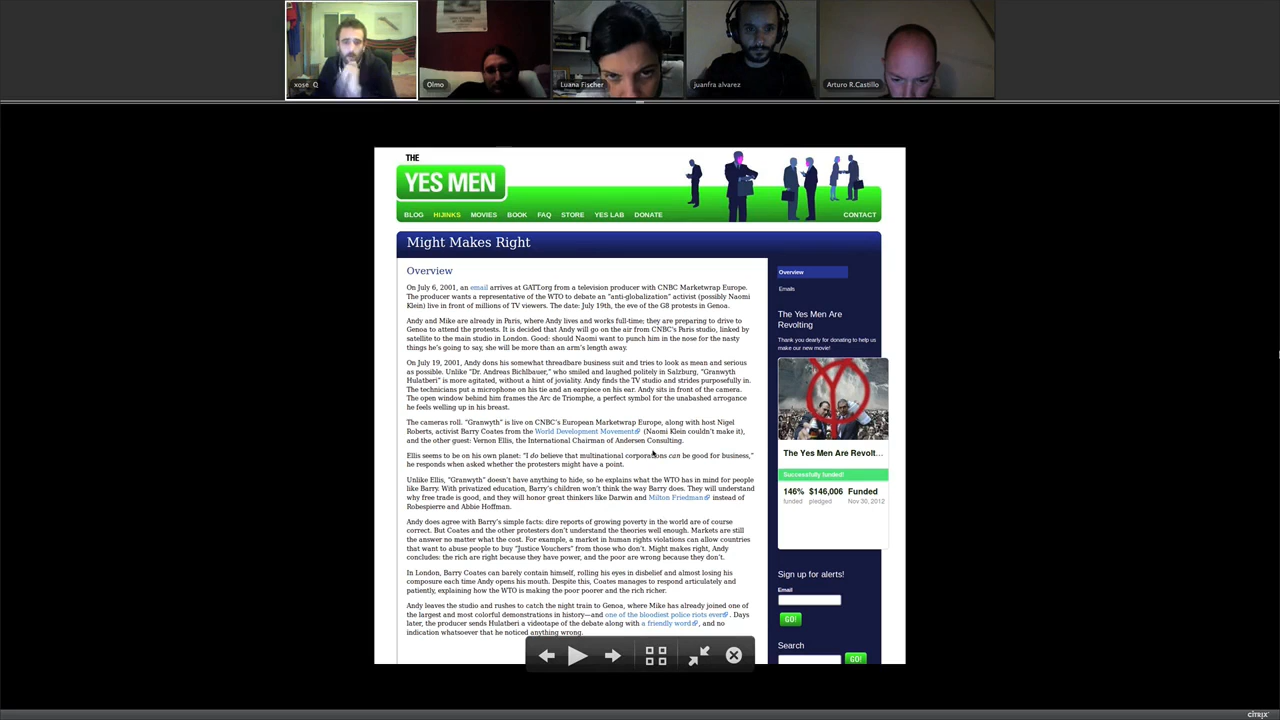 xose Q
Olmo
Luana Fischer
juanfra alvarez
Arturo R.Castillo
THE
YES MEN
BLOG HIJINKS MOVIES BOOK FAQ STORE YES LAB DONATE CONTACT
Might Makes Right
Overview
On July 6, 2001, an email arrives at GATT.org from a television producer with CNBC Marketwrap Europe.
The producer wants a representative of the WTO to debate an "anti-globalization" activist (possibly Naomi
Klein) live in front of millions of TV viewers. The date: July 19th, the eve of the G8 protests in Genoa.
Andy and Mike are already in Paris, where Andy lives and works full-time; they are preparing to drive to
Genoa to attend the protests. It is decided that Andy will go on the air from CNBC's Paris studio, linked by
satellite to the main studio in London. Good: should Naomi want to punch him in the nose for the nasty
things he's going to say, she will be more than an arm's length away.
On July 19, 2001, Andy dons his somewhat threadbare business suit and tries to look as mean and serious
as possible. Unlike "Dr. Andreas Bichlbauer," who smiled and laughed politely in Salzburg, "Granwyth
Hulatberi" is more agitated, without a hint of joviality. Andy finds the TV studio and strides purposefully in.
The technicians put a microphone on his tie and an earpiece on his ear. Andy sits in front of the camera.
The open window behind him frames the Arc de Triomphe, a perfect symbol for the unabashed arrogance
he feels welling up in his breast.
The cameras roll. "Granwyth" is live on CNBC's European Marketwrap Europe, along with host Nigel
Roberts, activist Barry Coates from the World Development Movement (Naomi Klein couldn't make it),
and the other guest: Vernon Ellis, the International Chairman of Andersen Consulting.
Ellis seems to be on his own planet: "I do believe that multinational corporations can be good for business,"
he responds when asked whether the protesters might have a point.
Unlike Ellis, "Granwyth" doesn't have anything to hide, so he explains what the WTO has in mind for people
like Barry. With privatized education, Barry's children won't think the way Barry does. They will understand
why free trade is good, and they will honor great thinkers like Darwin and Milton Friedman instead of
Robespierre and Abbie Hoffman.
Andy does agree with Barry's simple facts: dire reports of growing poverty in the world are of course
correct. But Coates and the other protesters don't understand the theories well enough. Markets are still
the answer no matter what the cost. For example, a market in human rights violations can allow countries
that want to abuse people to buy "Justice Vouchers" from those who don't. Might makes right, Andy
concludes: the rich are right because they have power, and the poor are wrong because they don't.
In London, Barry Coates can barely contain himself, rolling his eyes in disbelief and almost losing his
composure each time Andy opens his mouth. Despite this, Coates manages to respond articulately and
patiently, explaining how the WTO is making the poor poorer and the rich richer.
Andy leaves the studio and rushes to catch the night train to Genoa, where Mike has already joined one of
the largest and most colorful demonstrations in history—and one of the bloodiest police riots ever. Days
later, the producer sends Hulatberi a videotape of the debate along with a friendly word, and no
indication whatsoever that he noticed anything wrong.
Overview
Emails
The Yes Men Are
Revolting
Thank you dearly for donating to help us
make our new movie!
The Yes Men Are Revolt...
Successfully funded!
146% $146,006 Funded
funded pledged Nov 30, 2012
Sign up for alerts!
Email
GO!
Search
GO!
CITRIX